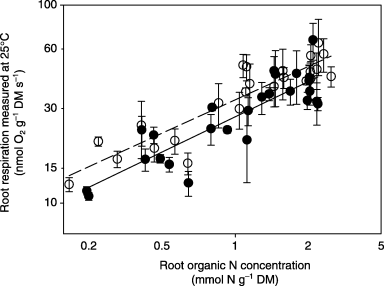 Root respiration measured at 25°C
(nmol O₂ g⁻¹ DM s⁻¹)
100
60
30
15
10
0.2
0.5
1
2
5
Root organic N concentration
(mmol N g⁻¹ DM)